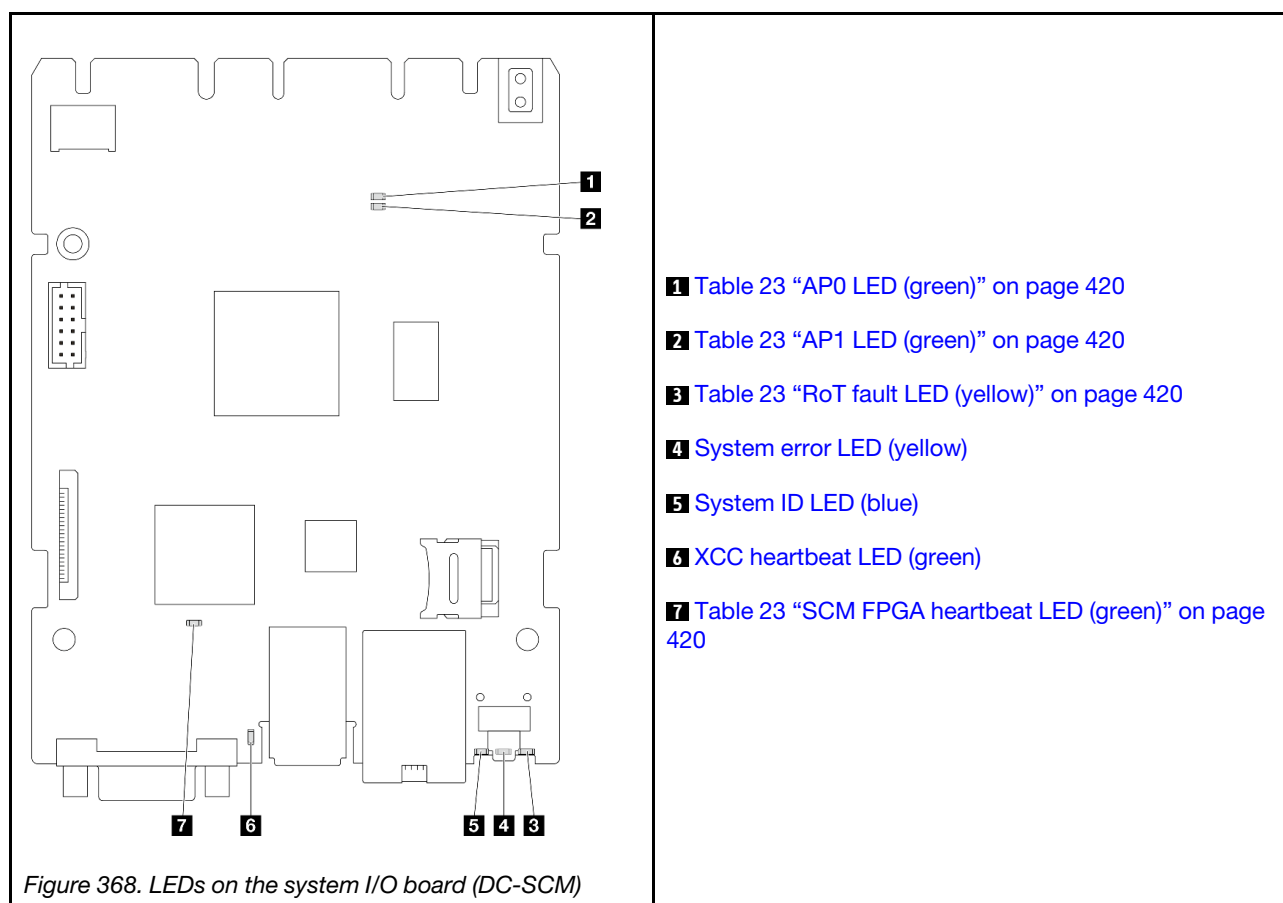 1
2
7
6
5
4
3
Figure 368. LEDs on the system I/O board (DC-SCM)
1 Table 23 “AP0 LED (green)” on page 420
2 Table 23 “AP1 LED (green)” on page 420
3 Table 23 “RoT fault LED (yellow)” on page 420
4 System error LED (yellow)
5 System ID LED (blue)
6 XCC heartbeat LED (green)
7 Table 23 “SCM FPGA heartbeat LED (green)” on page
420